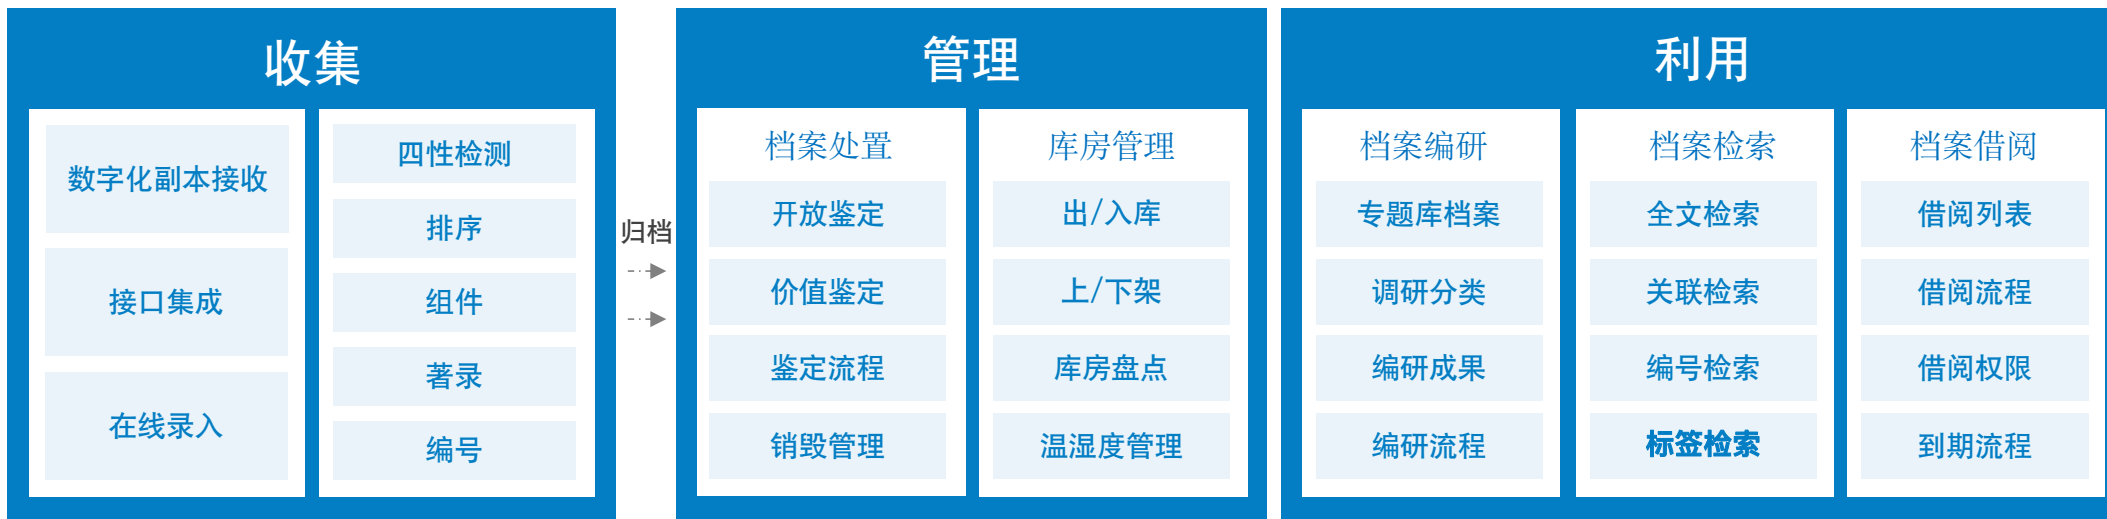 收集
数字化副本接收
接口集成
在线录入
四性检测
排序
组件
著录
编号
归档
管理
档案处置
开放鉴定
价值鉴定
鉴定流程
销毁管理
库房管理
出/入库
上/下架
库房盘点
温湿度管理
利用
档案编研
专题库档案
调研分类
编研成果
编研流程
档案检索
全文检索
关联检索
编号检索
标签检索
档案借阅
借阅列表
借阅流程
借阅权限
到期流程